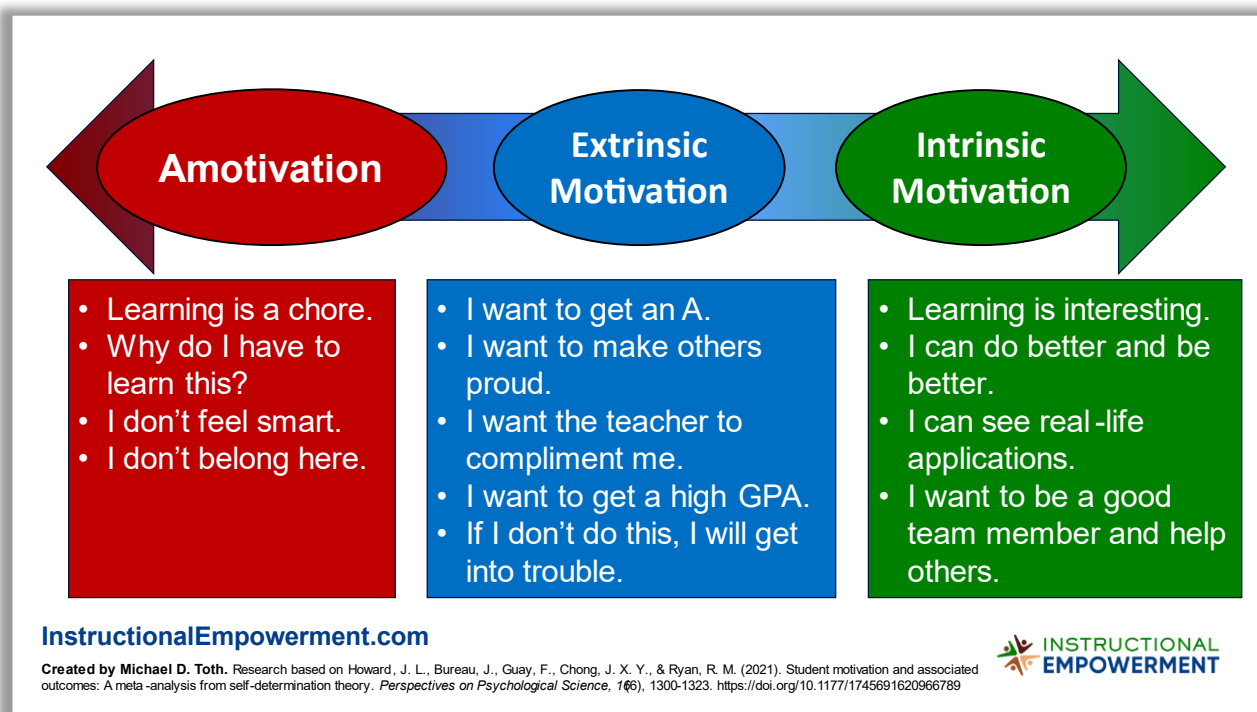 Amotivation
Extrinsic
Motivation
Intrinsic
Motivation
• Learning is a chore.
• Why do I have to
learn this?
• I don’t feel smart.
• I don’t belong here.
• I want to get an A.
• I want to make others
proud.
• I want the teacher to
compliment me.
• I want to get a high GPA.
• If I don’t do this, I will get
into trouble.
• Learning is interesting.
• I can do better and be
better.
• I can see real-life
applications.
• I want to be a good
team member and help
others.
InstructionalEmpowerment.com
Created by Michael D. Toth. Research based on Howard, J. L., Bureau, J., Guay, F., Chong, J. X. Y., & Ryan, R. M. (2021). Student motivation and associated
outcomes: A meta-analysis from self-determination theory. Perspectives on Psychological Science, 16(6), 1300-1323. https://doi.org/10.1177/1745691620966789
INSTRUCTIONAL
EMPOWERMENT